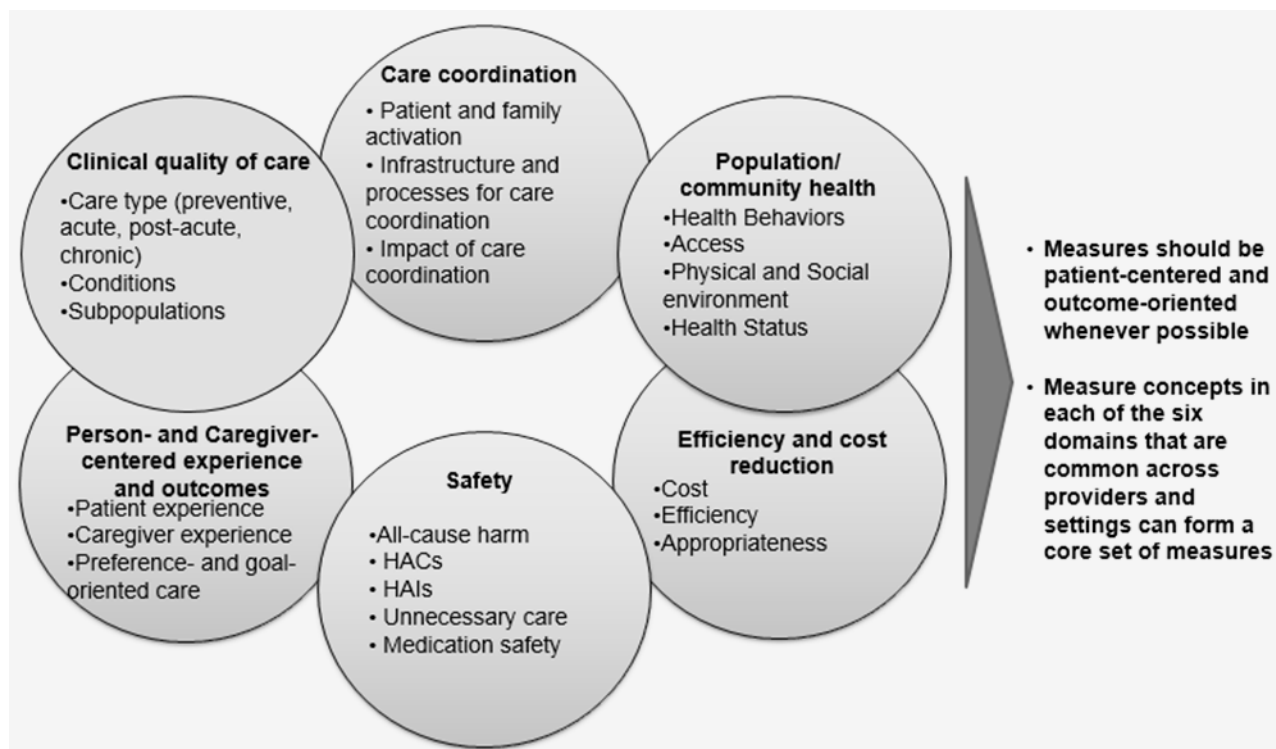 Care coordination
• Patient and family
activation
• Infrastructure and
processes for care
coordination
• Impact of care
coordination
Clinical quality of care
•Care type (preventive,
acute, post-acute,
chronic)
•Conditions
•Subpopulations
Population/
community health
•Health Behaviors
•Access
•Physical and Social
environment
•Health Status
Person- and Caregiver-
centered experience
and outcomes
•Patient experience
•Caregiver experience
•Preference- and goal-
oriented care
Safety
•All-cause harm
• HACs
• HAIs
• Unnecessary care
• Medication safety
Efficiency and cost
reduction
•Cost
•Efficiency
•Appropriateness
• Measures should be
patient-centered and
outcome-oriented
whenever possible
• Measure concepts in
each of the six
domains that are
common across
providers and
settings can form a
core set of measures